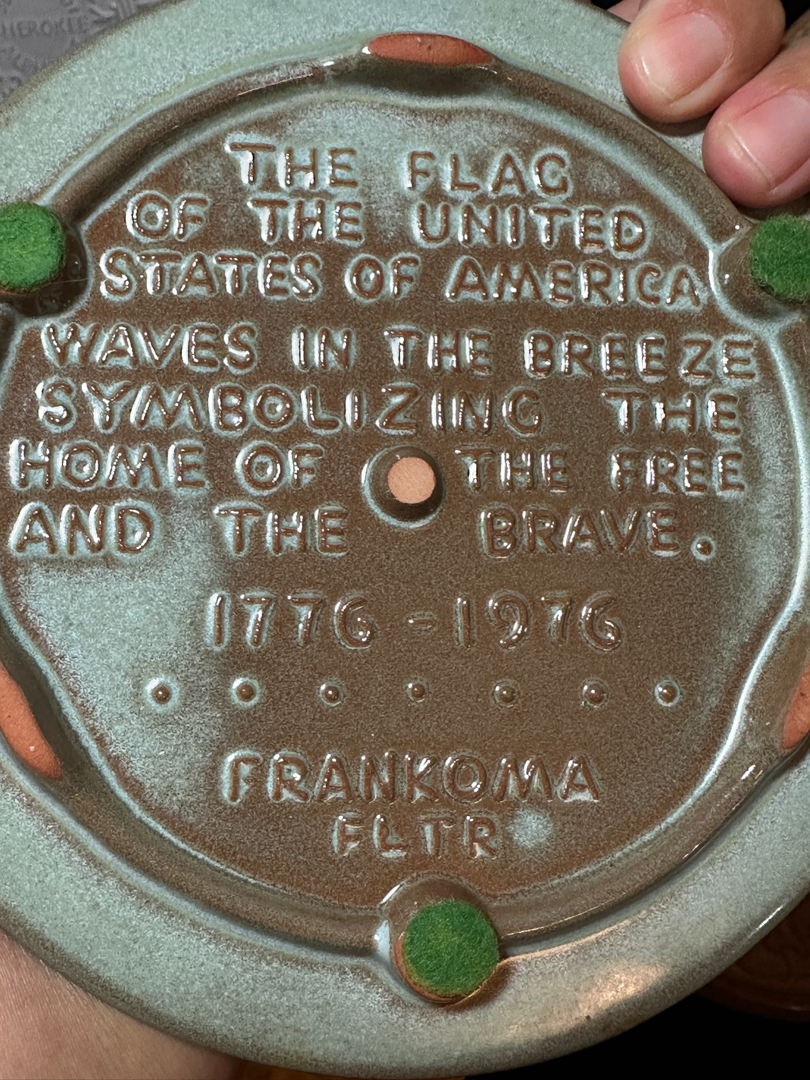 CHEROKEE
THE FLAG
OF THE UNITED
STATES OF AMERICA
WAVES IN THE BREEZE
SYMBOLIZING THE
HOME OF THE FREE
AND THE BRAVE.
1776-1976
FRANKOMA
FLTR